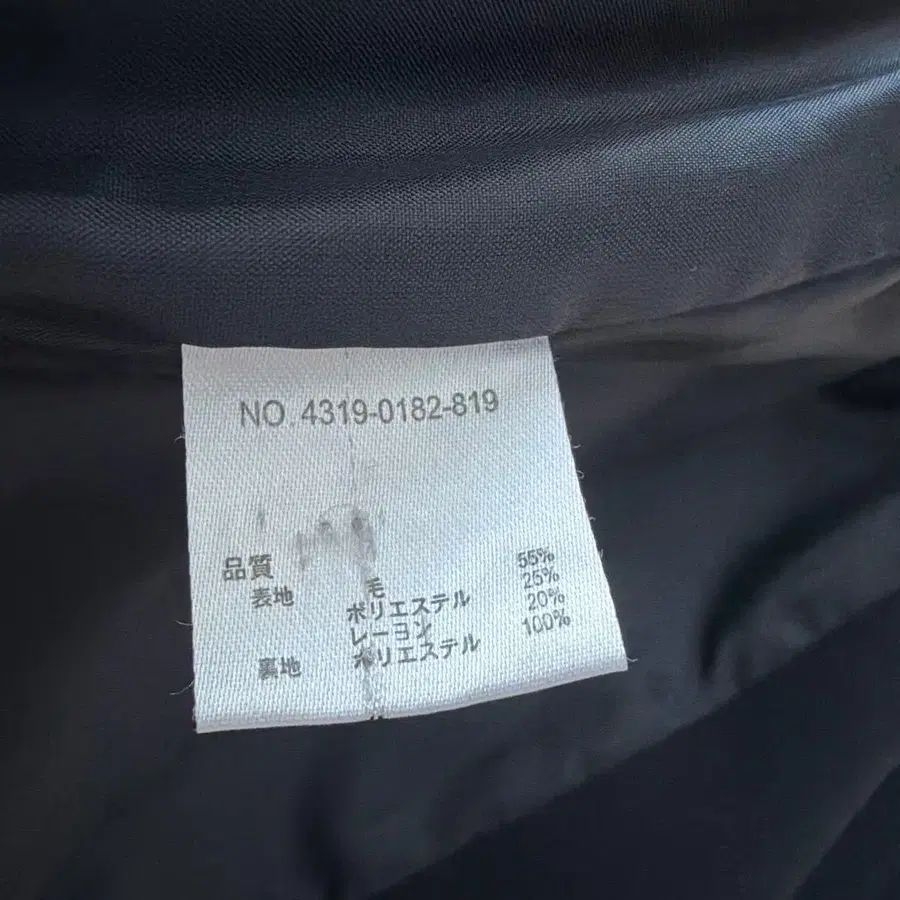 NO.4319-0182-819
品質
表地 毛 55%
ポリエステル 25%
レーヨン 20%
裏地 ポリエステル 100%